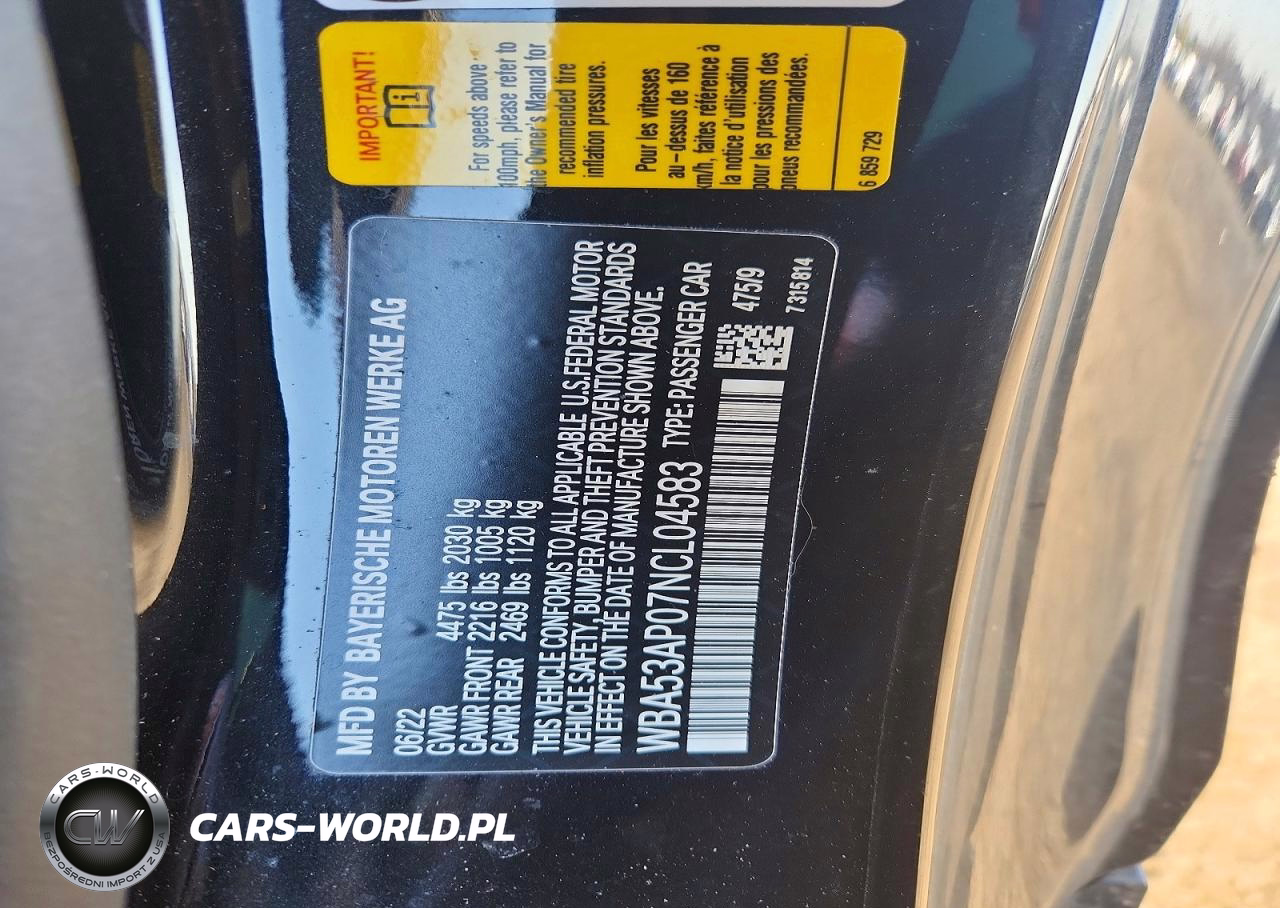 IMPORTANT!
For speeds above
100mph, please refer to
the Owner's Manual for
recommended tire
inflation pressures.
Pour les vitesses
au-dessus de 160
km/h, faites référence à
la notice d'utilisation
pour les pressions des
pneus recommandées.
6 859 729
MFD BY BAYERISCHE MOTOREN WERKE AG
06/22
GVWR 4475 lbs 2030 kg
GAWR FRONT 2216 lbs 1005 kg
GAWR REAR 2469 lbs 1120 kg
THIS VEHICLE CONFORMS TO ALL APPLICABLE U.S.FEDERAL MOTOR
VEHICLE SAFETY, BUMPER AND THEFT PREVENTION STANDARDS
IN EFFECT ON THE DATE OF MANUFACTURE SHOWN ABOVE.
WBA53AP07NCL04583 TYPE: PASSENGER CAR
475/9
7315814
CARS-WORLD
CW
BEZPOŚREDNI IMPORT Z USA
CARS-WORLD.PL